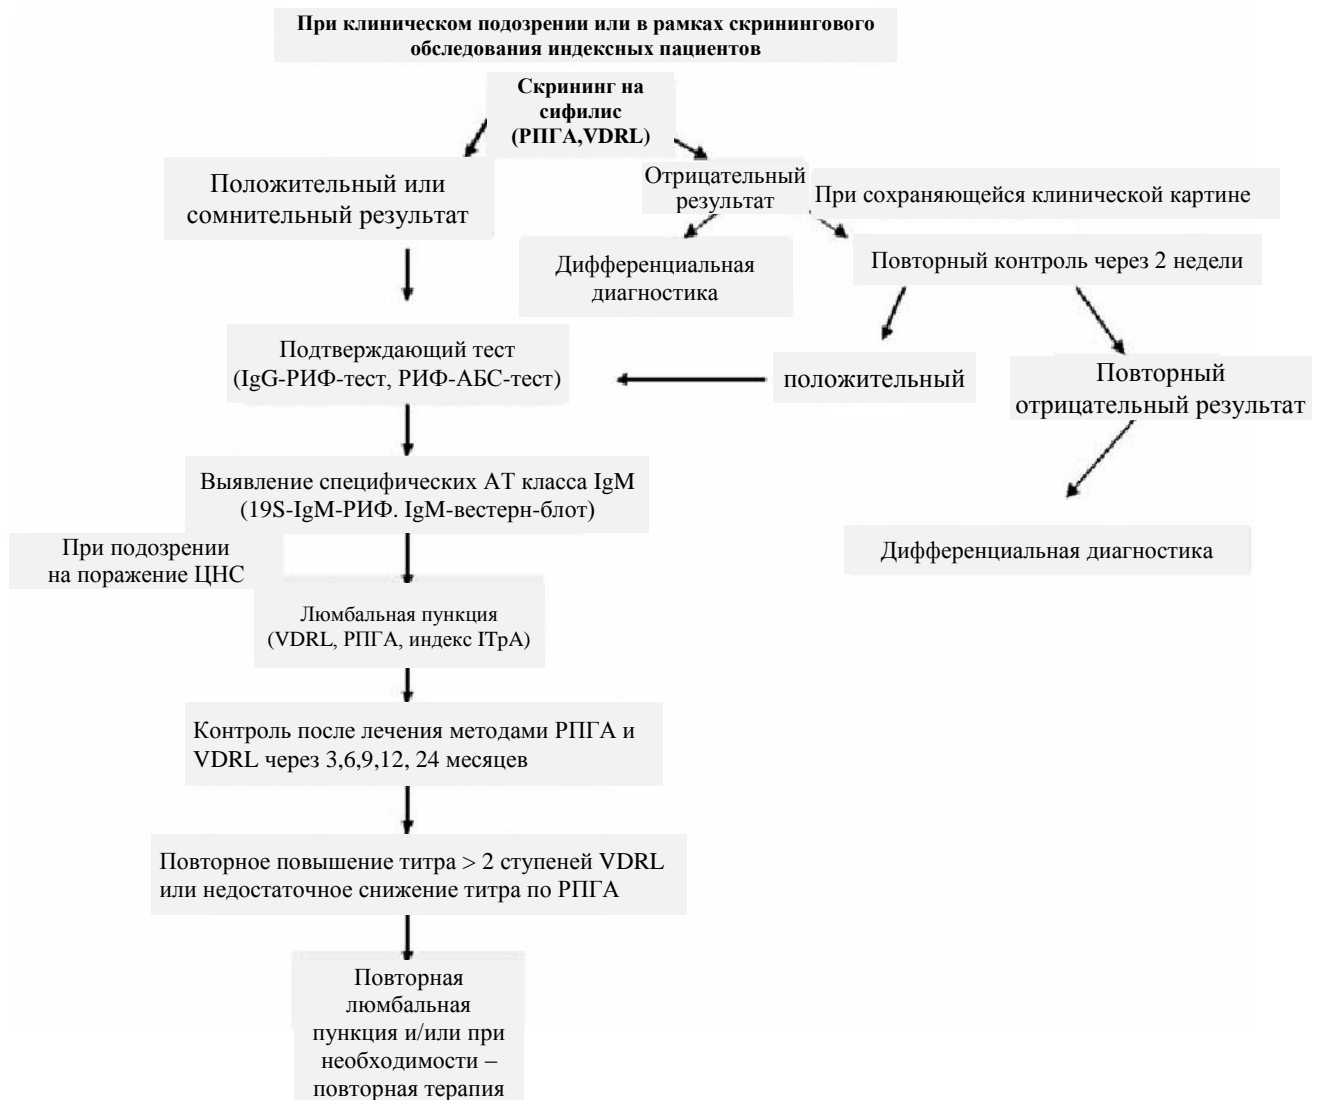 При клиническом подозрении или в рамках скринингового
обследования индексных пациентов
Скрининг на
сифилис
(РПГА,VDRL)
Положительный или
сомнительный результат
Отрицательный
результат
При сохраняющейся клинической картине
Дифференциальная
диагностика
Повторный контроль через 2 недели
Подтверждающий тест
(IgG-РИФ-тест, РИФ-АБС-тест)
положительный
Повторный
отрицательный результат
Выявление специфических АТ класса IgM
(19S-IgM-РИФ. IgM-вестерн-блот)
При подозрении
на поражение ЦНС
Дифференциальная диагностика
Люмбальная пункция
(VDRL, РПГА, индекс ITpA)
Контроль после лечения методами РПГА и
VDRL через 3,6,9,12, 24 месяцев
Повторное повышение титра > 2 ступеней VDRL
или недостаточное снижение титра по РПГА
Повторная
люмбальная
пункция и/или при
необходимости –
повторная терапия